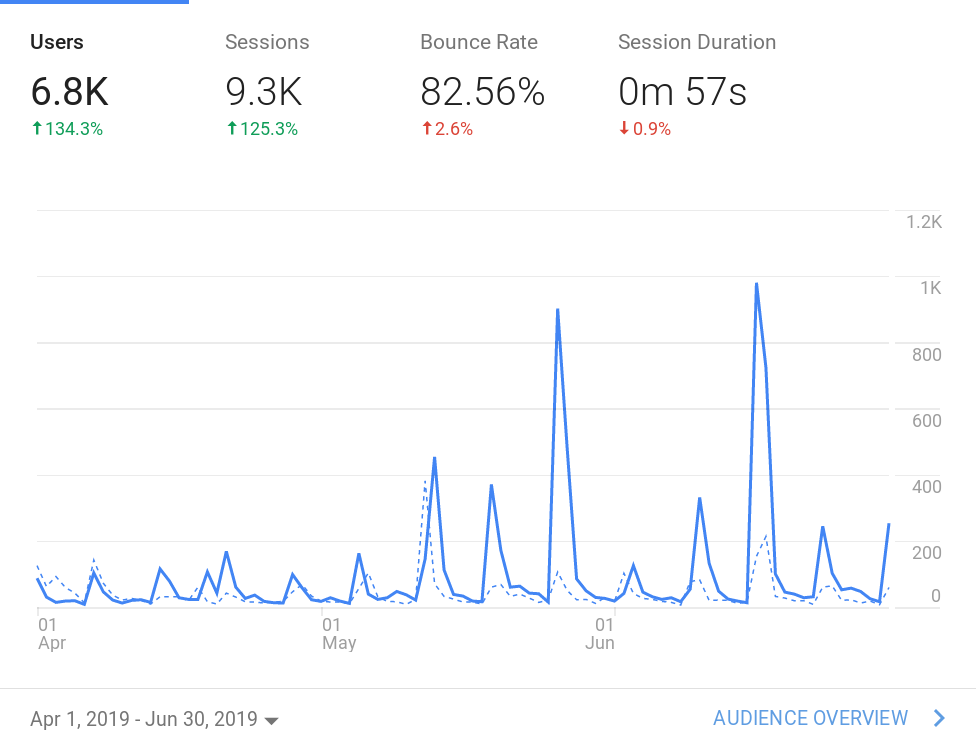 Users Sessions Bounce Rate Session Duration
6.8K 9.3K 82.56% 0m 57s
134.3% 125.3% 2.6% 0.9%
1.2K
1K
800
600
400
200
0
01 01 01
Apr May Jun
Apr 1, 2019 - Jun 30, 2019 AUDIENCE OVERVIEW